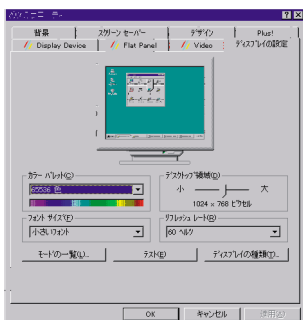 背景
スクリーン セーバー
デザイン
Plus!
Display Device
Flat Panel
Video
ディスプレイの設定
カラー パレット(C)
65536 色
デスクトップ領域(D)
小
大
1024 x 768 ピクセル
フォント サイズ(F)
小さいフォント
リフレッシュ レート(R)
60 ヘルツ
モードの一覧(L)...
テスト(E)
ディスプレイの種類(T)...
OK
キャンセル
適用(A)